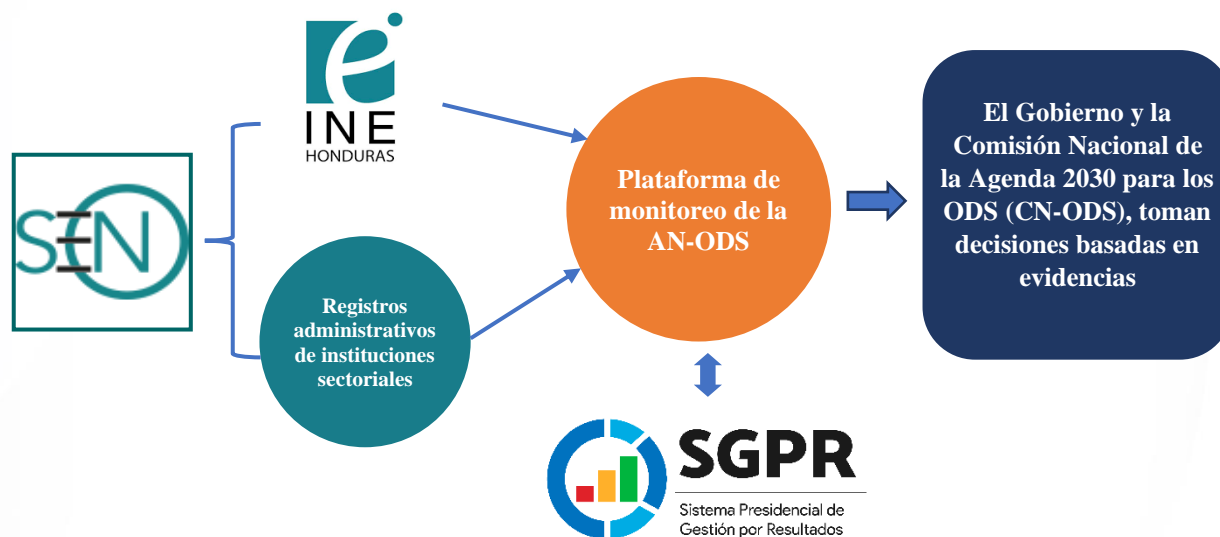 SEN
INE
HONDURAS
Registros
administrativos
de instituciones
sectoriales
Plataforma de
monitoreo de la
AN-ODS
El Gobierno y la
Comisión Nacional de
la Agenda 2030 para los
ODS (CN-ODS), toman
decisiones basadas en
evidencias
SGPR
Sistema Presidencial de
Gestión por Resultados